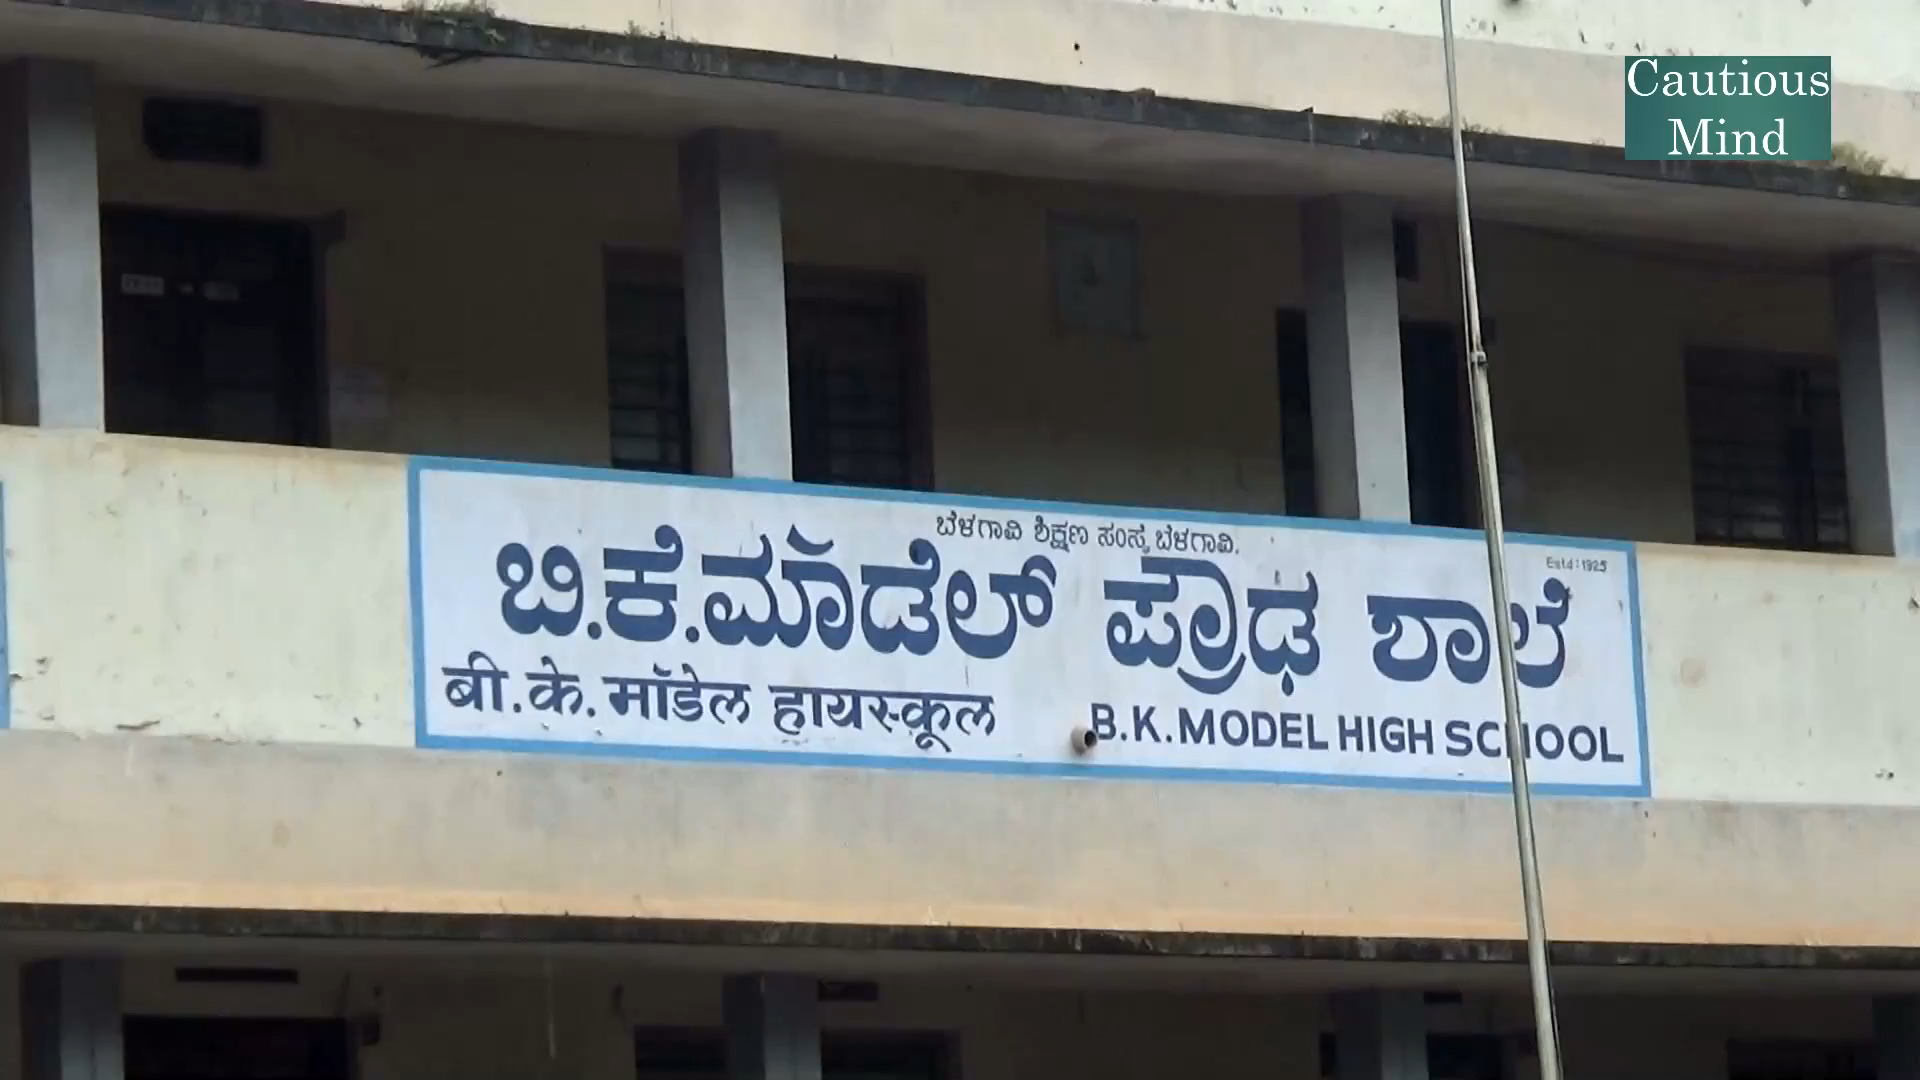 Cautious
Mind
ಬೆಳಗಾವಿ ಶಿಕ್ಷಣ ಸಂಸ್ಥೆ ಬೆಳಗಾವಿ.
Estd:1925
ಬಿ.ಕೆ.ಮಾಡೆಲ್ ಪ್ರೌಢ ಶಾಲೆ
बी.के.मॉडेल हायस्कूल
B.K.MODEL HIGH SCHOOL